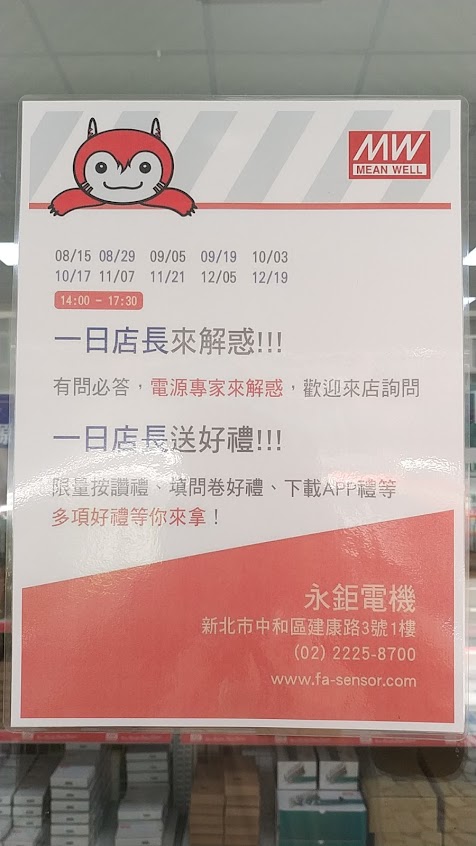 MW
MEAN WELL
08/15 08/29 09/05 09/19 10/03
10/17 11/07 11/21 12/05 12/19
14:00 - 17:30
一日店長來解惑!!!
有問必答，電源專家來解惑，歡迎來店詢問
一日店長送好禮!!!
限量按讚禮、填問卷好禮、下載APP禮等
多項好禮等你來拿！
永鉅電機
新北市中和區建康路3號1樓
(02) 2225-8700
www.fa-sensor.com